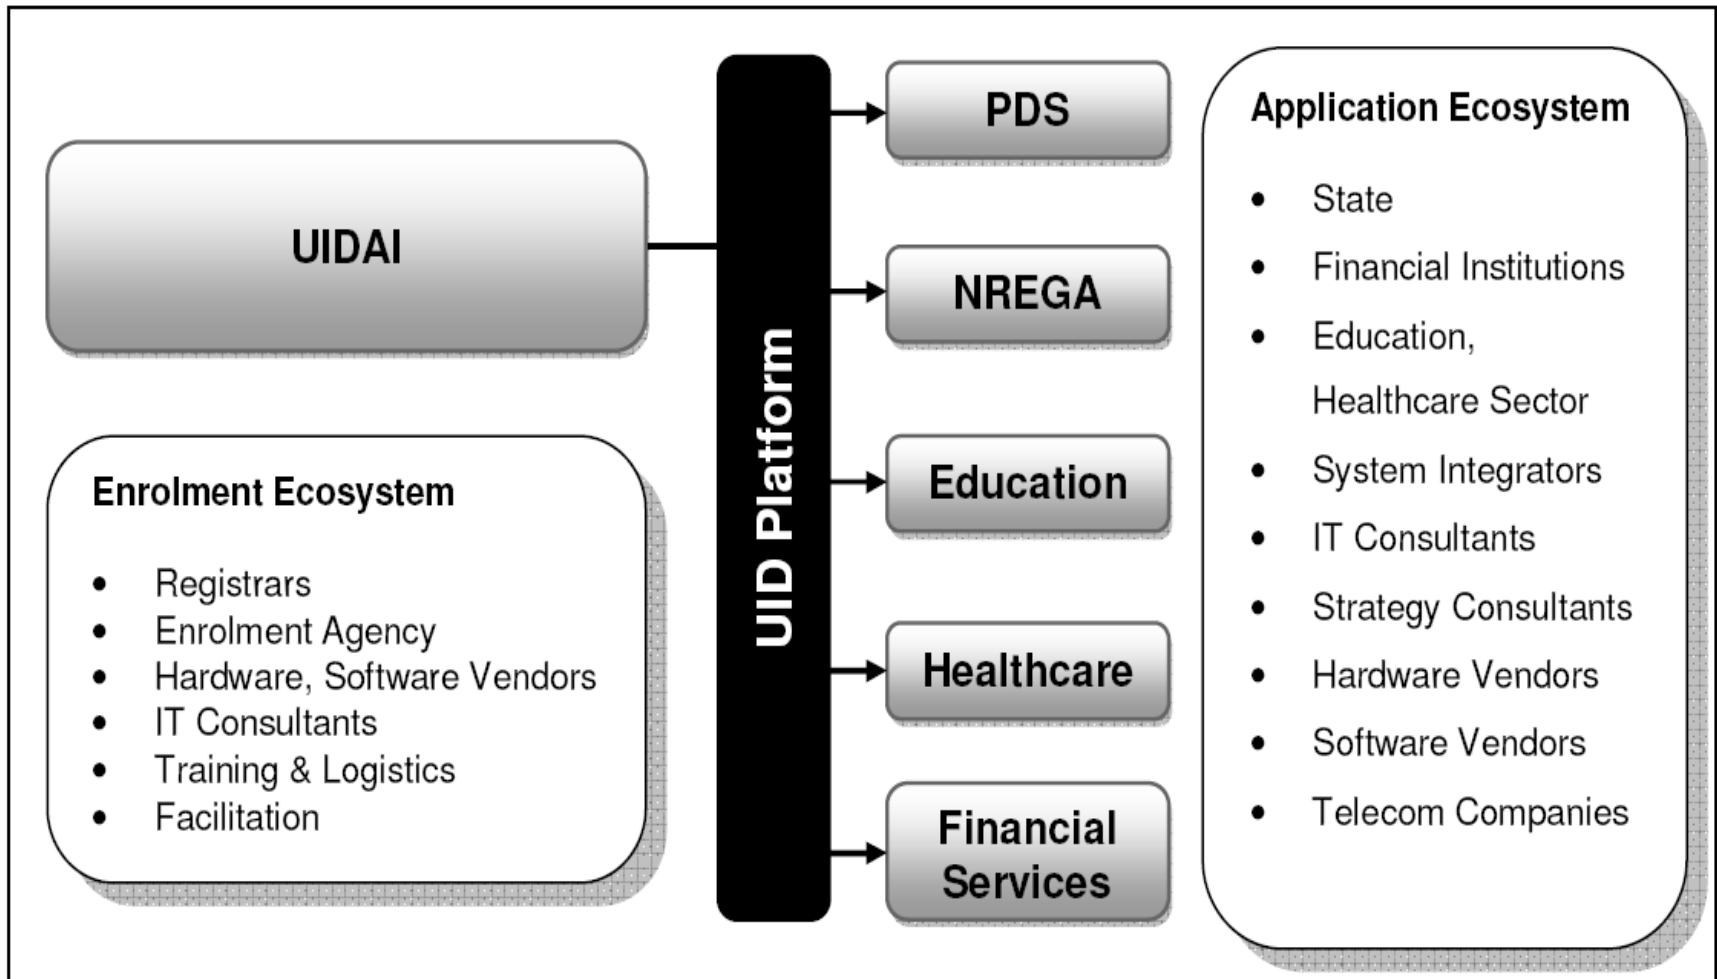 UIDAI
Enrolment Ecosystem
• Registrars
• Enrolment Agency
• Hardware, Software Vendors
• IT Consultants
• Training & Logistics
• Facilitation
UID Platform
PDS
NREGA
Education
Healthcare
Financial
Services
Application Ecosystem
• State
• Financial Institutions
• Education,
Healthcare Sector
• System Integrators
• IT Consultants
• Strategy Consultants
• Hardware Vendors
• Software Vendors
• Telecom Companies